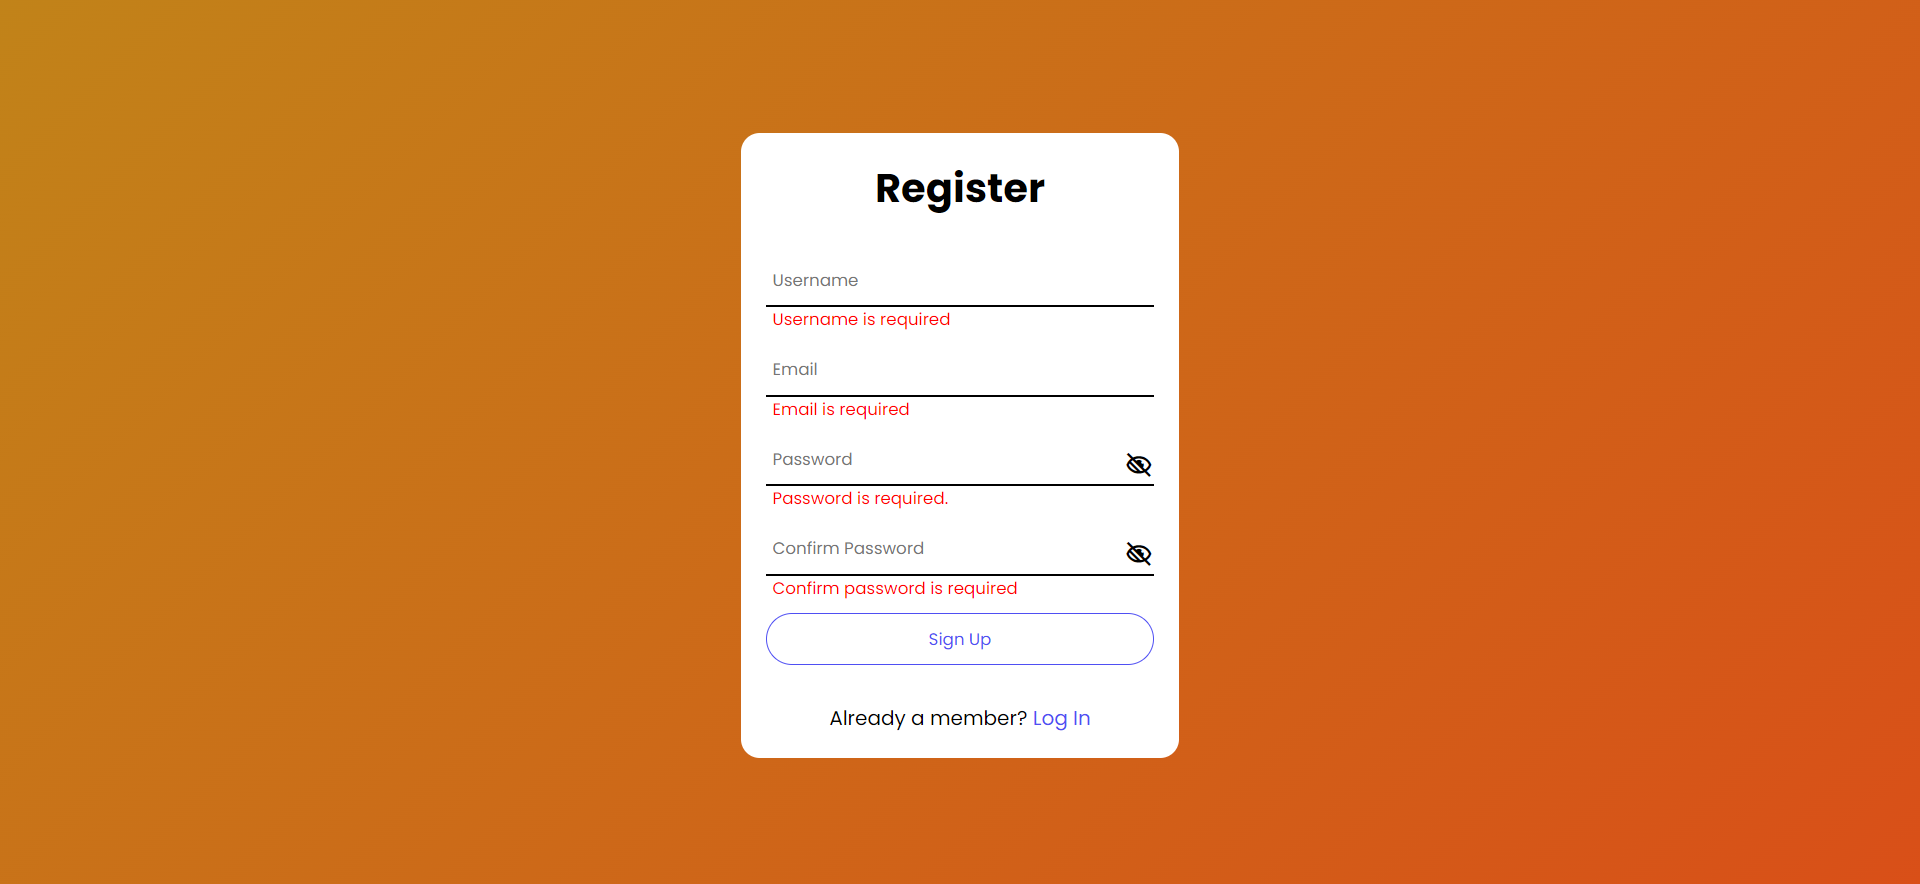 Register
Username
Username is required
Email
Email is required
Password
Password is required.
Confirm Password
Confirm password is required
Sign Up
Already a member? Log In